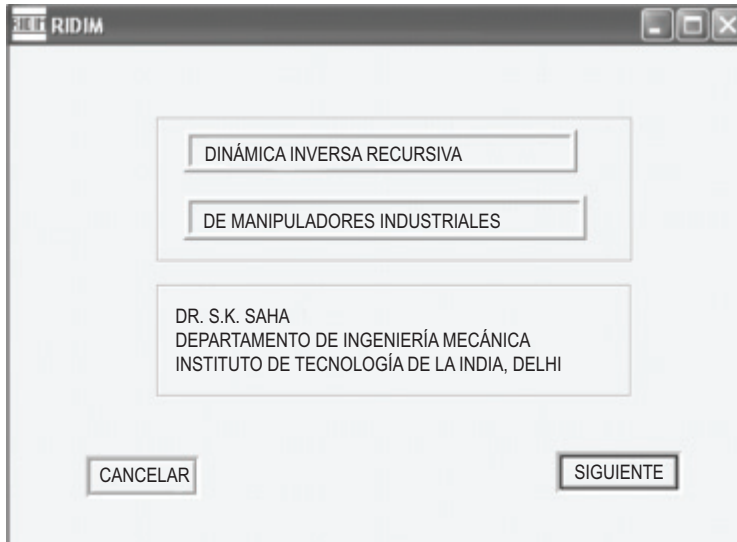 RIDIM
DINÁMICA INVERSA RECURSIVA
DE MANIPULADORES INDUSTRIALES
DR. S.K. SAHA
DEPARTAMENTO DE INGENIERÍA MECÁNICA
INSTITUTO DE TECNOLOGÍA DE LA INDIA, DELHI
CANCELAR
SIGUIENTE